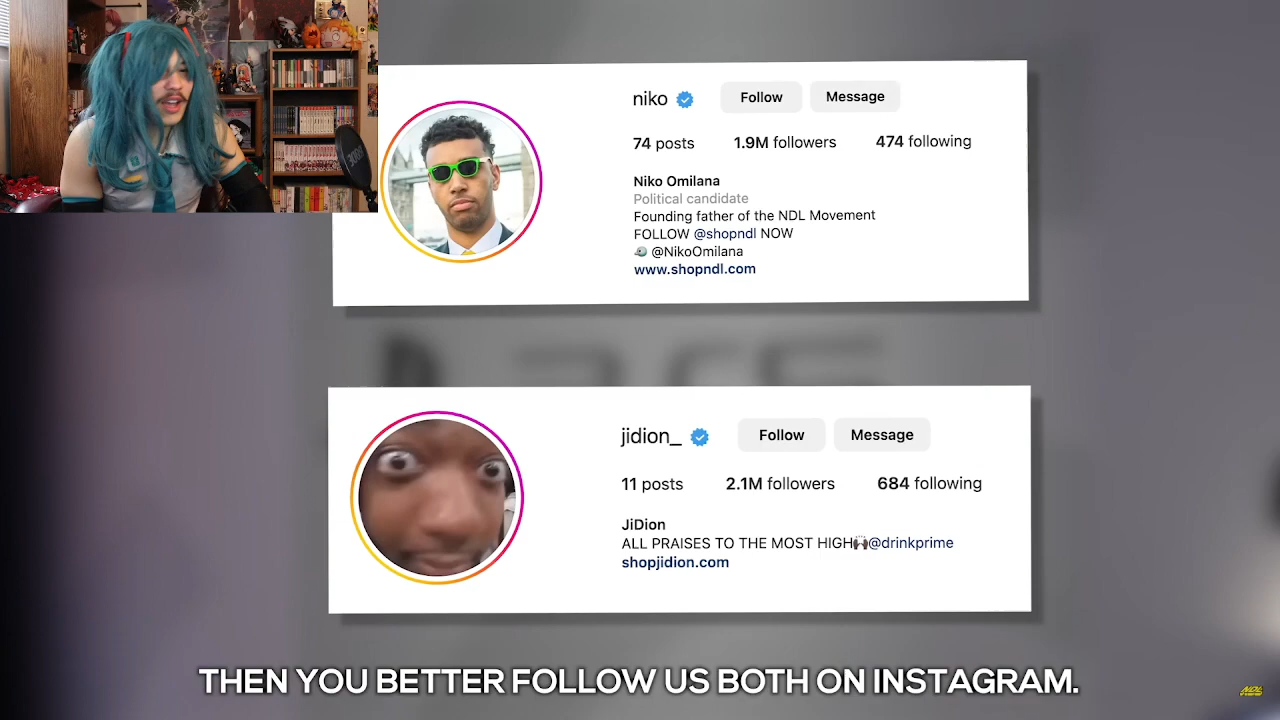 niko
Follow
Message
74 posts
1.9M followers
474 following
Niko Omilana
Political candidate
Founding father of the NDL Movement
FOLLOW @shopndl NOW
@NikoOmilana
www.shopndl.com
jidion_
Follow
Message
11 posts
2.1M followers
684 following
JiDion
ALL PRAISES TO THE MOST HIGH🙌🏿@drinkprime
shopjidion.com
THEN YOU BETTER FOLLOW US BOTH ON INSTAGRAM.
NDL